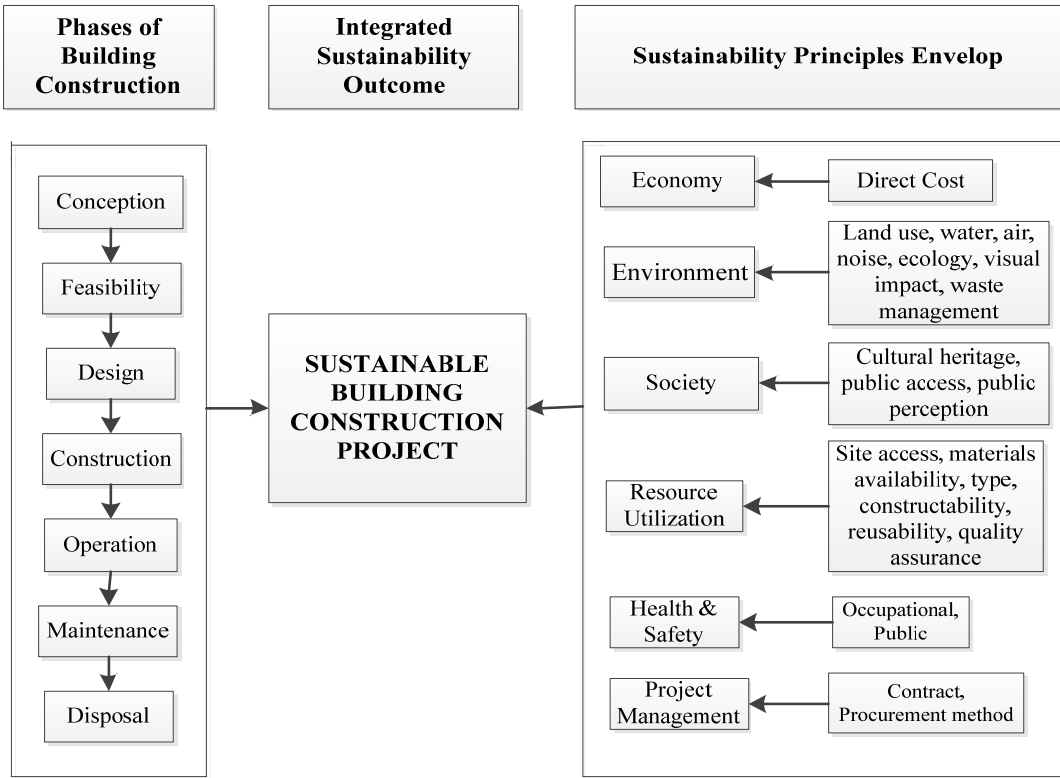 Phases of
Building
Construction
Integrated
Sustainability
Outcome
Sustainability Principles Envelop
Conception
Feasibility
Design
Construction
Operation
Maintenance
Disposal
SUSTAINABLE
BUILDING
CONSTRUCTION
PROJECT
Economy
Direct Cost
Environment
Land use, water, air,
noise, ecology, visual
impact, waste
management
Society
Cultural heritage,
public access, public
perception
Resource
Utilization
Site access, materials
availability, type,
constructability,
reusability, quality
assurance
Health &
Safety
Occupational,
Public
Project
Management
Contract,
Procurement method